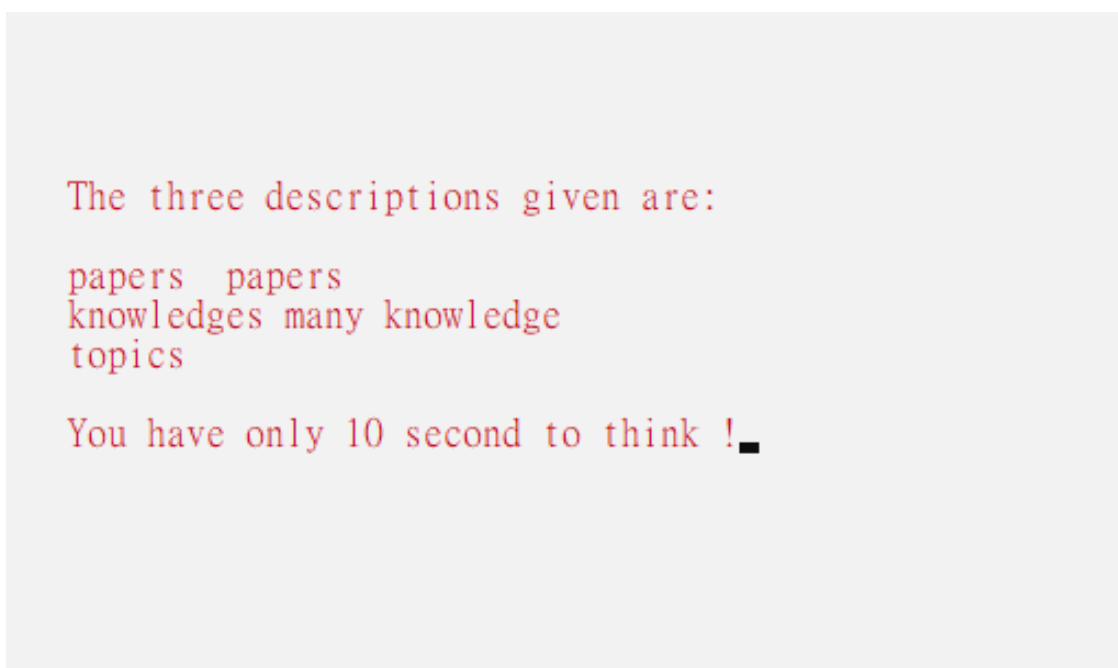 The three descriptions given are:
papers  papers
knowledges many knowledge
topics
You have only 10 second to think !